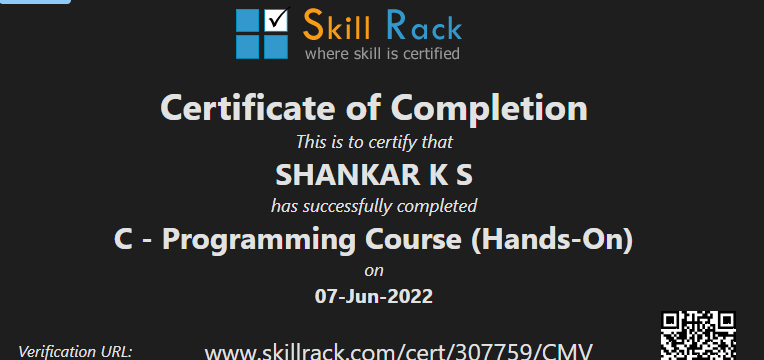 Skill Rack
where skill is certified
Certificate of Completion
This is to certify that
SHANKAR K S
has successfully completed
C - Programming Course (Hands-On)
on
07-Jun-2022
Verification URL: www.skillrack.com/cert/307759/CMV